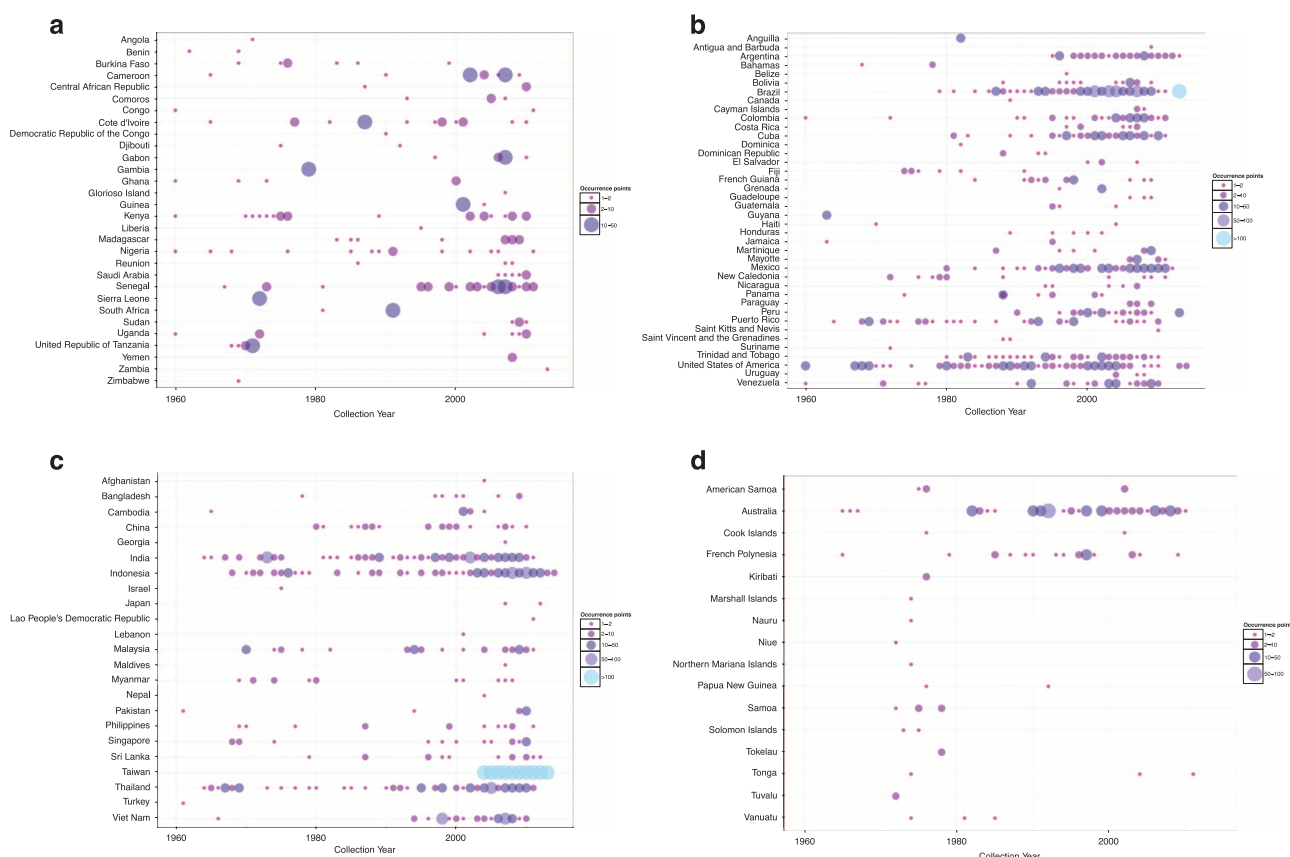 a
Angola
Benin
Burkina Faso
Cameroon
Central African Republic
Comoros
Congo
Cote d'Ivoire
Democratic Republic of the Congo
Djibouti
Gabon
Gambia
Ghana
Glorioso Island
Guinea
Kenya
Liberia
Madagascar
Nigeria
Reunion
Saudi Arabia
Senegal
Sierra Leone
South Africa
Sudan
Uganda
United Republic of Tanzania
Yemen
Zambia
Zimbabwe
1960 1980 2000
Collection Year
Occurrence points
1–2
2–10
10–50
b
Anguilla
Antigua and Barbuda
Argentina
Bahamas
Belize
Bolivia
Brazil
Canada
Cayman Islands
Colombia
Costa Rica
Cuba
Dominica
Dominican Republic
El Salvador
Fiji
French Guiana
Grenada
Guadeloupe
Guatemala
Guyana
Haiti
Honduras
Jamaica
Martinique
Mayotte
Mexico
New Caledonia
Nicaragua
Panama
Paraguay
Peru
Puerto Rico
Saint Kitts and Nevis
Saint Vincent and the Grenadines
Suriname
Trinidad and Tobago
United States of America
Uruguay
Venezuela
1960 1980 2000
Collection Year
Occurrence points
1–2
2–10
10–50
50–100
>100
c
Afghanistan
Bangladesh
Cambodia
China
Georgia
India
Indonesia
Israel
Japan
Lao People's Democratic Republic
Lebanon
Malaysia
Maldives
Myanmar
Nepal
Pakistan
Philippines
Singapore
Sri Lanka
Taiwan
Thailand
Turkey
Viet Nam
1960 1980 2000
Collection Year
Occurrence points
1–2
2–10
10–50
50–100
>100
d
American Samoa
Australia
Cook Islands
French Polynesia
Kiribati
Marshall Islands
Nauru
Niue
Northern Mariana Islands
Papua New Guinea
Samoa
Solomon Islands
Tokelau
Tonga
Tuvalu
Vanuatu
1960 1980 2000
Collection Year
Occurrence point
1–2
2–10
10–50
50–100